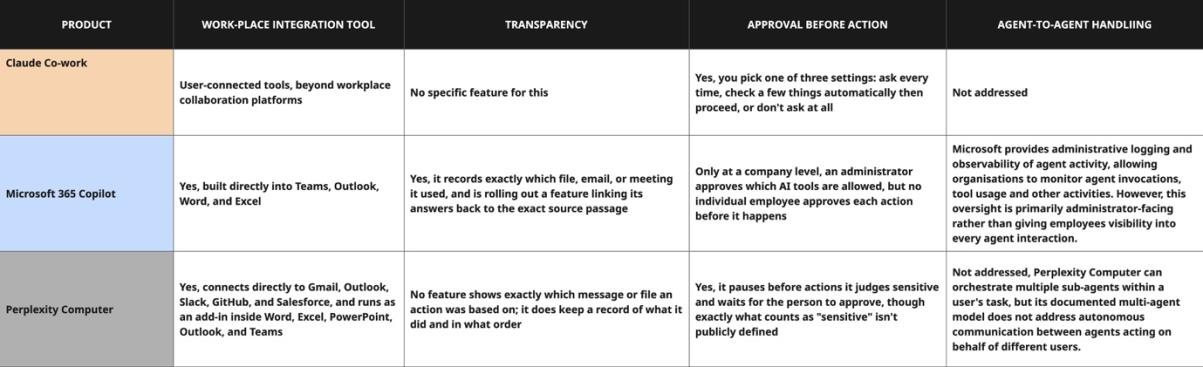 PRODUCT
WORK-PLACE INTEGRATION TOOL
TRANSPARENCY
APPROVAL BEFORE ACTION
AGENT-TO-AGENT HANDLIING
Claude Co-work
User-connected tools, beyond workplace
collaboration platforms
No specific feature for this
Yes, you pick one of three settings: ask every
time, check a few things automatically then
proceed, or don't ask at all
Not addressed
Microsoft 365 Copilot
Yes, built directly into Teams, Outlook,
Word, and Excel
Yes, it records exactly which file, email, or meeting
it used, and is rolling out a feature linking its
answers back to the exact source passage
Only at a company level, an administrator
approves which AI tools are allowed, but no
individual employee approves each action
before it happens
Microsoft provides administrative logging and
observability of agent activity, allowing
organisations to monitor agent invocations,
tool usage and other activities. However, this
oversight is primarily administrator-facing
rather than giving employees visibility into
every agent interaction.
Perplexity Computer
Yes, connects directly to Gmail, Outlook,
Slack, GitHub, and Salesforce, and runs as
an add-in inside Word, Excel, PowerPoint,
Outlook, and Teams
No feature shows exactly which message or file an
action was based on; it does keep a record of what it
did and in what order
Yes, it pauses before actions it judges sensitive
and waits for the person to approve, though
exactly what counts as "sensitive" isn't
publicly defined
Not addressed, Perplexity Computer can
orchestrate multiple sub-agents within a
user's task, but its documented multi-agent
model does not address autonomous
communication between agents acting on
behalf of different users.